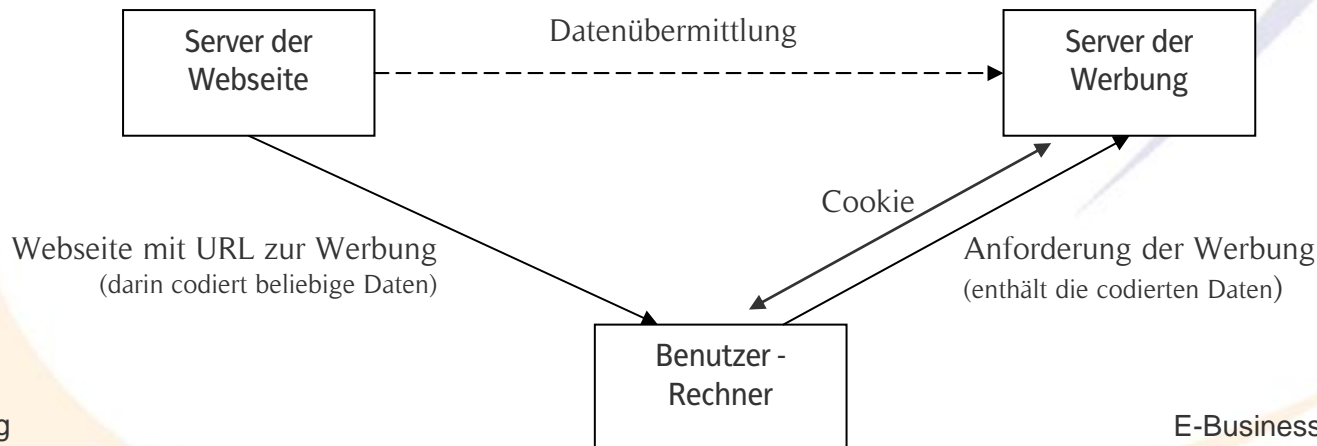 Server der
Webseite
Datenübermittlung
Server der
Werbung
Cookie
Webseite mit URL zur Werbung
(darin codiert beliebige Daten)
Anforderung der Werbung
(enthält die codierten Daten)
Benutzer -
Rechner
g
E-Business